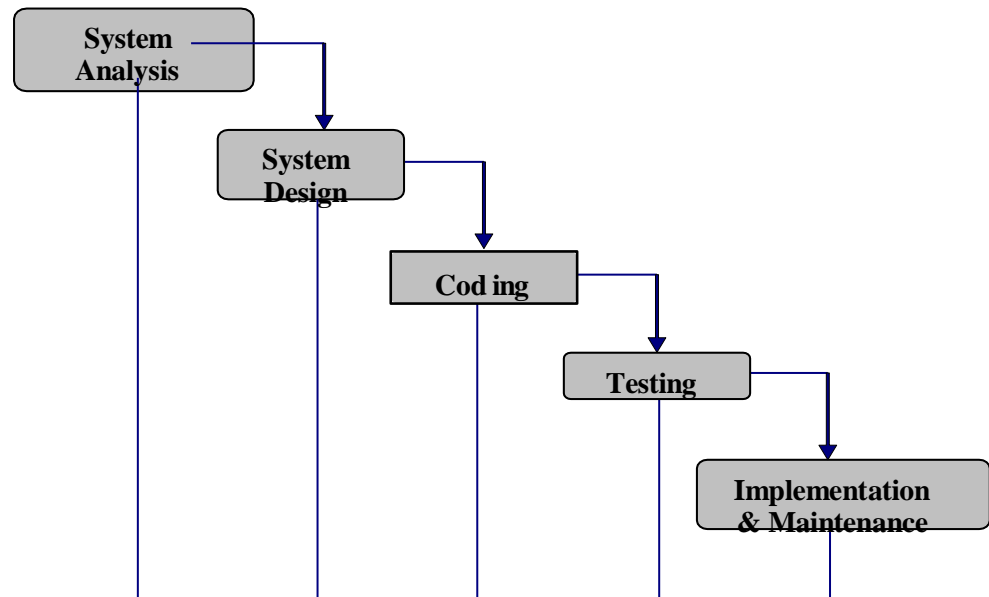 System
Analysis
System
Design
Cod ing
Testing
Implementation
& Maintenance